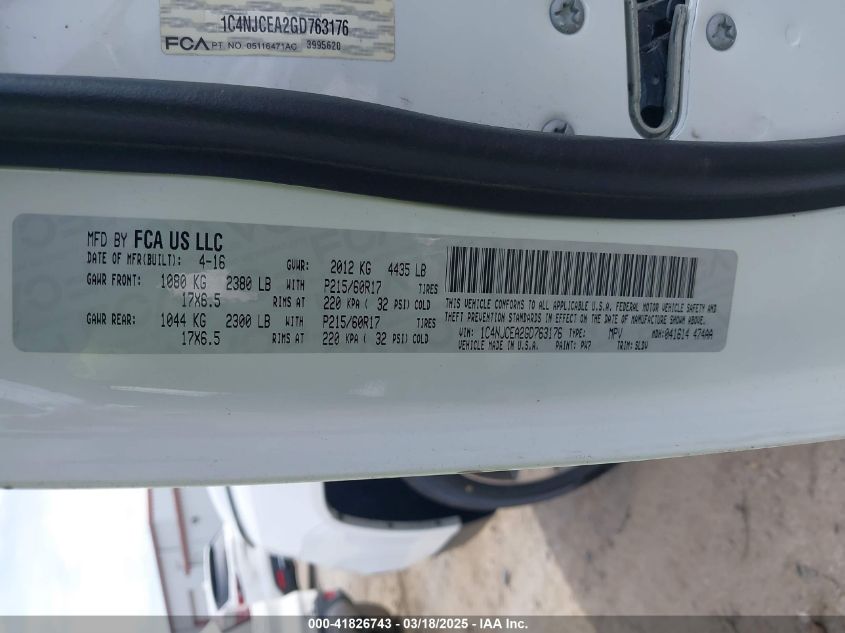 1C4NJCEA2GD763176
FCA PT. NO. 05116471AC 3995620
MFD BY FCA US LLC
DATE OF MFR(BUILT): 4-16 GVWR: 2012 KG 4435 LB
GAWR FRONT: 1080 KG 2380 LB WITH P215/60R17 TIRES
17X6.5 RIMS AT 220 KPA ( 32 PSI) COLD
GAWR REAR: 1044 KG 2300 LB WITH P215/60R17 TIRES
17X6.5 RIMS AT 220 KPA ( 32 PSI) COLD
THIS VEHICLE CONFORMS TO ALL APPLICABLE U.S.A. FEDERAL MOTOR VEHICLE SAFETY AND
THEFT PREVENTION STANDARDS IN EFFECT ON THE DATE OF MANUFACTURE SHOWN ABOVE.
VIN: 1C4NJCEA2GD763176 TYPE: MPV MDH:041614 474AA
VEHICLE MADE IN U.S.A. PAINT: PW7 TRIM: SLDV
000-41826743 - 03/18/2025 - IAA Inc.